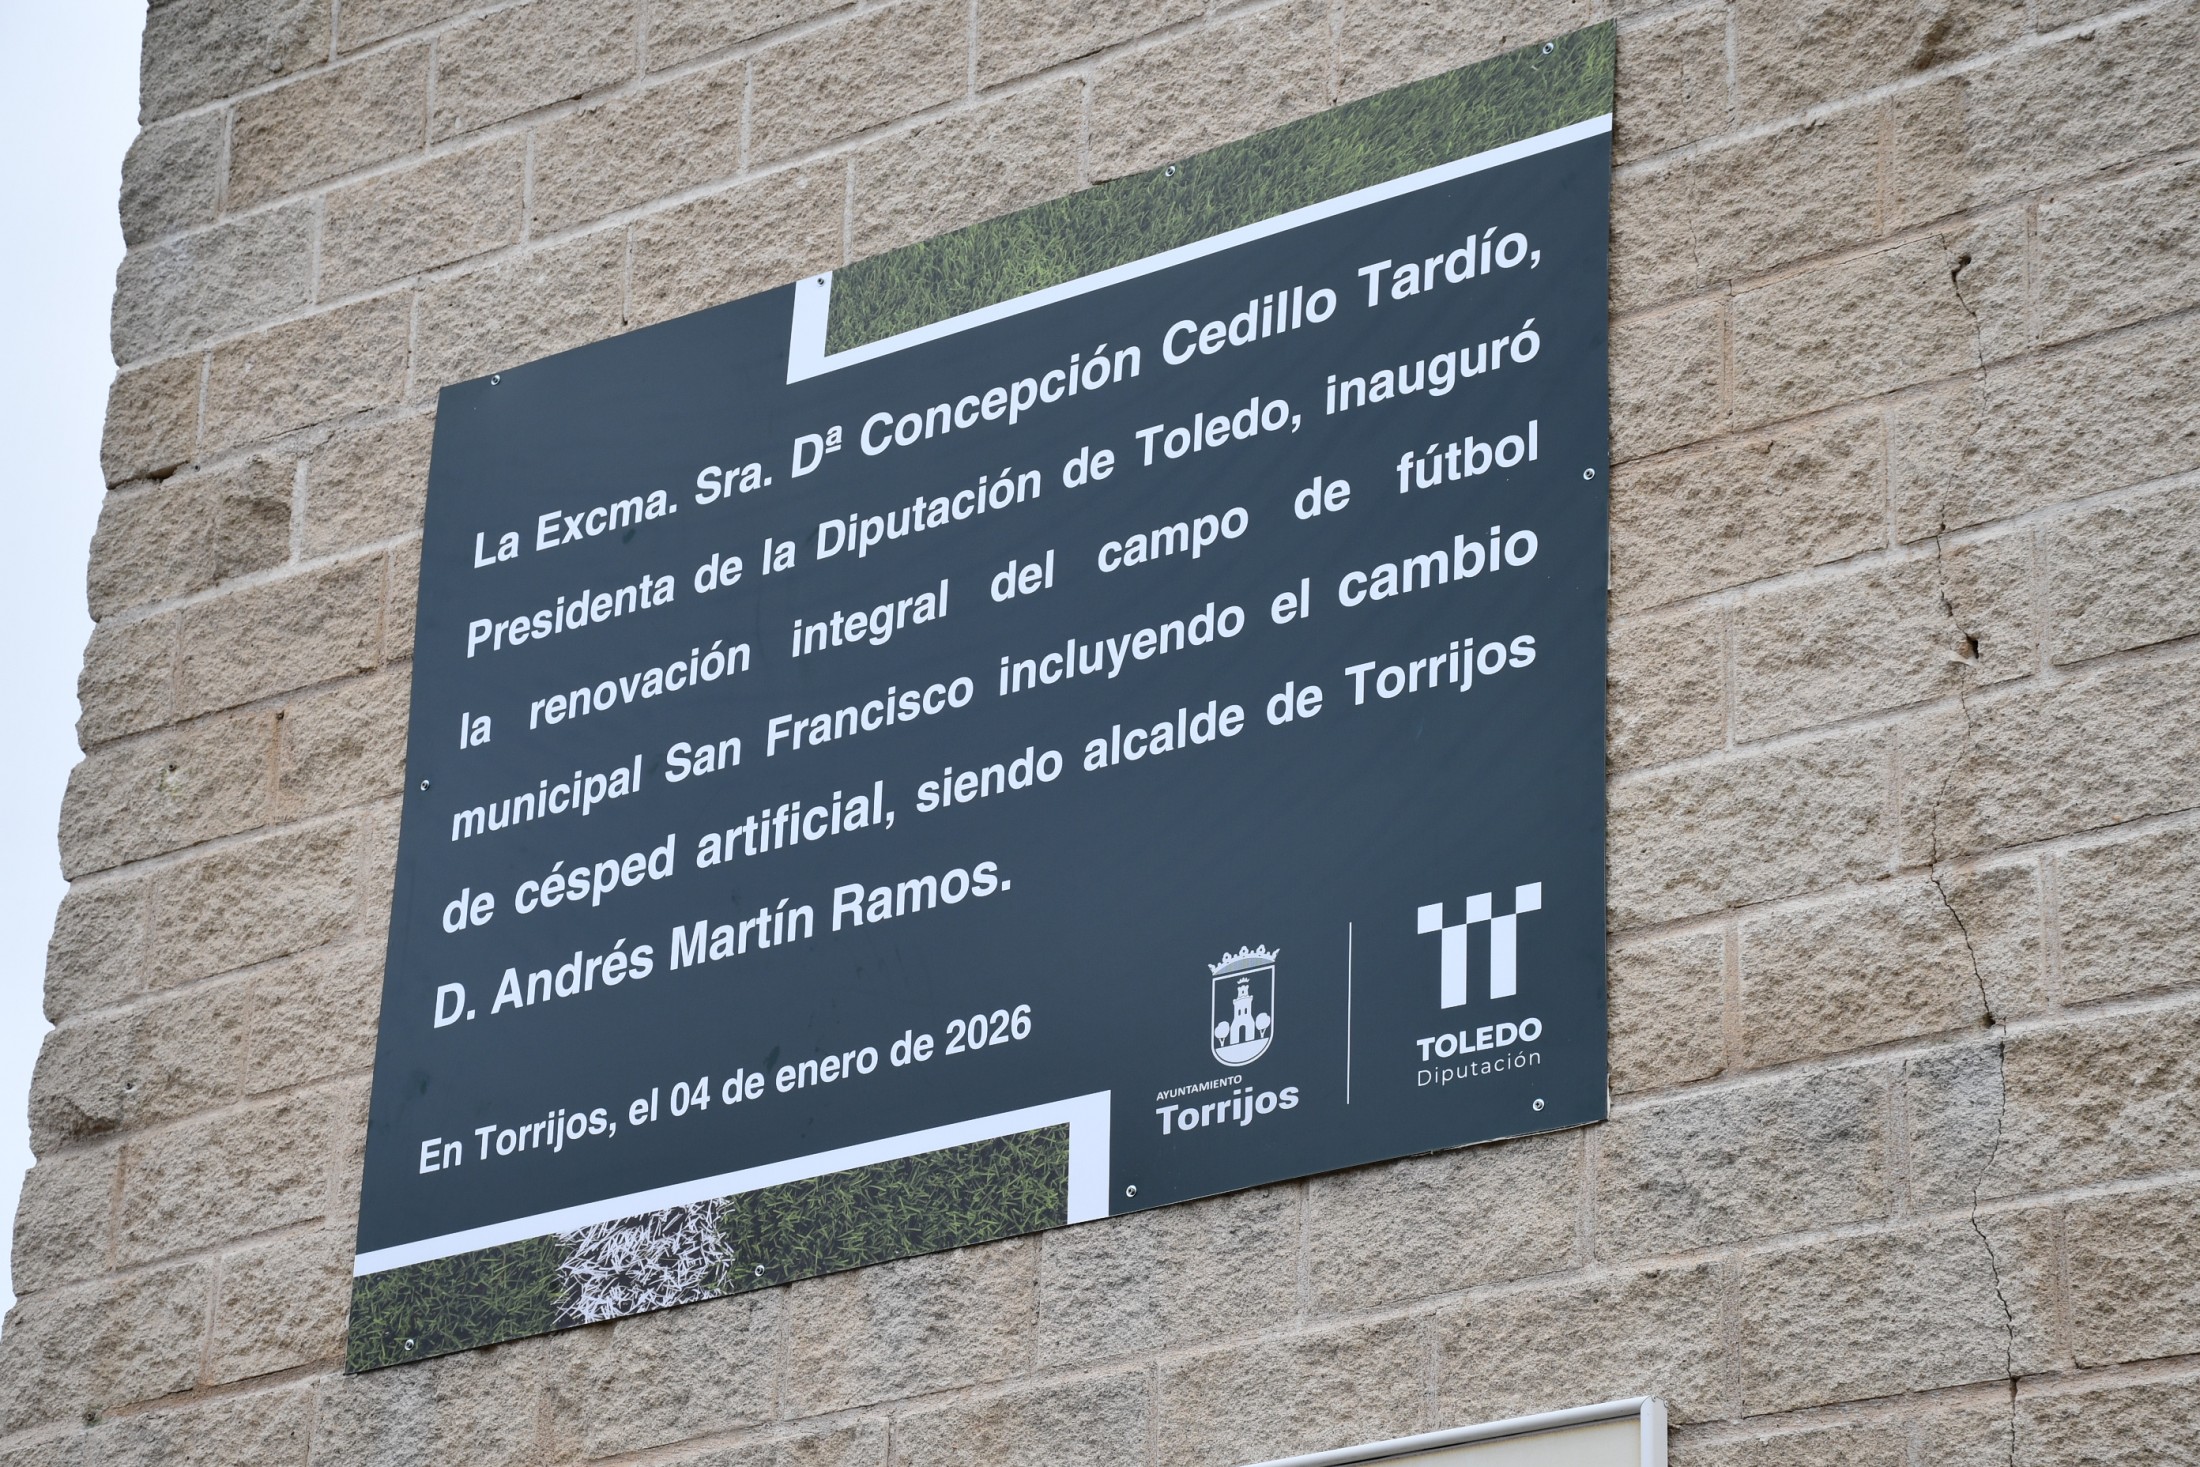 La Excma. Sra. Dª Concepción Cedillo Tardío,
Presidenta de la Diputación de Toledo, inauguró
la renovación integral del campo de fútbol
municipal San Francisco incluyendo el cambio
de césped artificial, siendo alcalde de Torrijos
D. Andrés Martín Ramos.
En Torrijos, el 04 de enero de 2026
AYUNTAMIENTO
Torrijos
TOLEDO
Diputación